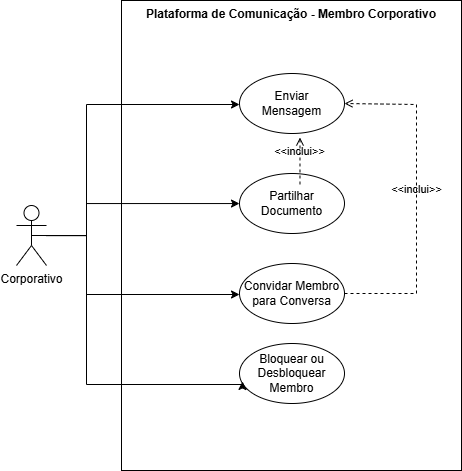 Plataforma de Comunicação - Membro Corporativo
Enviar
Mensagem
<<inclui>>
<<inclui>>
Partilhar
Documento
Corporativo
Convidar Membro
para Conversa
Bloquear ou
Desbloquear
Membro